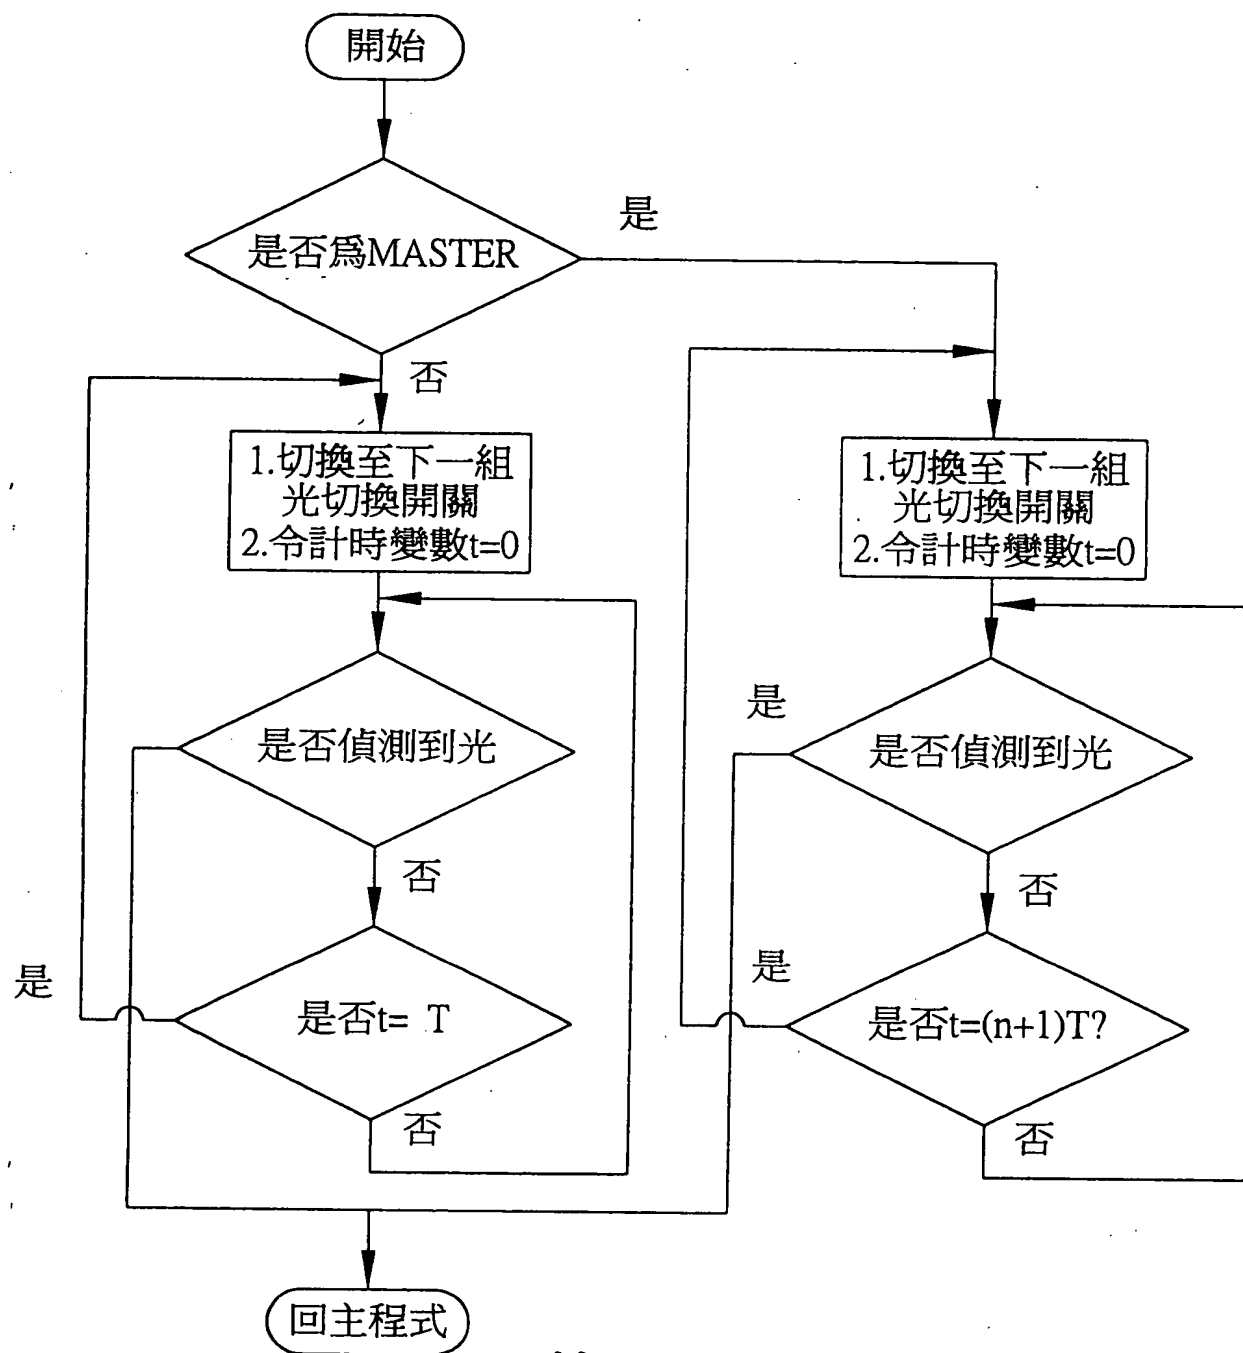 開始
是否爲MASTER
是
否
1.切換至下一組
光切換開關
2.令計時變數t=0
1.切換至下一組
光切換開關
2.令計時變數t=0
是否偵測到光
是
是否偵測到光
否
否
是
是否t= T
是
是否t=(n+1)T?
否
否
回主程式